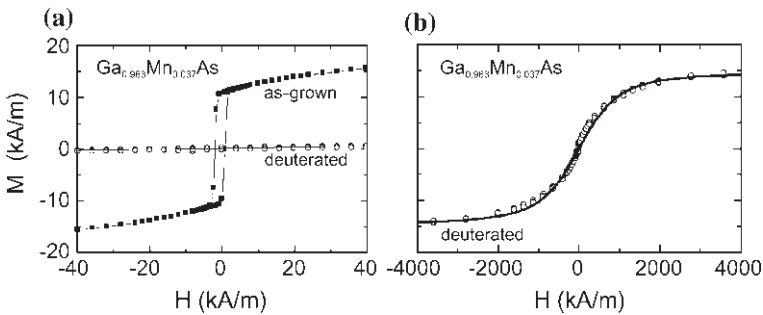 (a)
20
10
0
-10
-20
M (kA/m)
Ga0.963Mn0.037As
as-grown
deuterated
-40 -20 0 20 40
H (kA/m)
(b)
Ga0.963Mn0.037As
deuterated
-4000 -2000 0 2000 4000
H (kA/m)